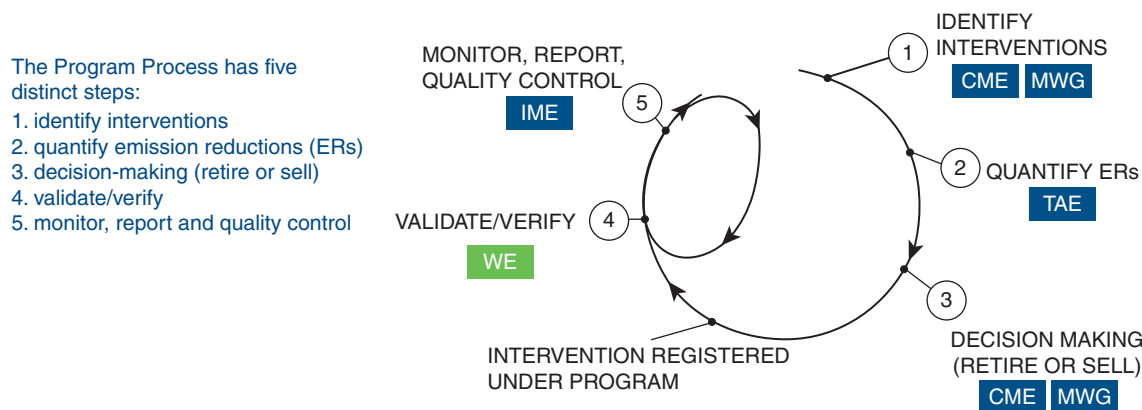 The Program Process has five
distinct steps:
1. identify interventions
2. quantify emission reductions (ERs)
3. decision-making (retire or sell)
4. validate/verify
5. monitor, report and quality control
1
IDENTIFY
INTERVENTIONS
CME MWG
2
QUANTIFY ERs
TAE
3
DECISION MAKING
(RETIRE OR SELL)
CME MWG
INTERVENTION REGISTERED
UNDER PROGRAM
VALIDATE/VERIFY
4
WE
MONITOR, REPORT,
QUALITY CONTROL
5
IME